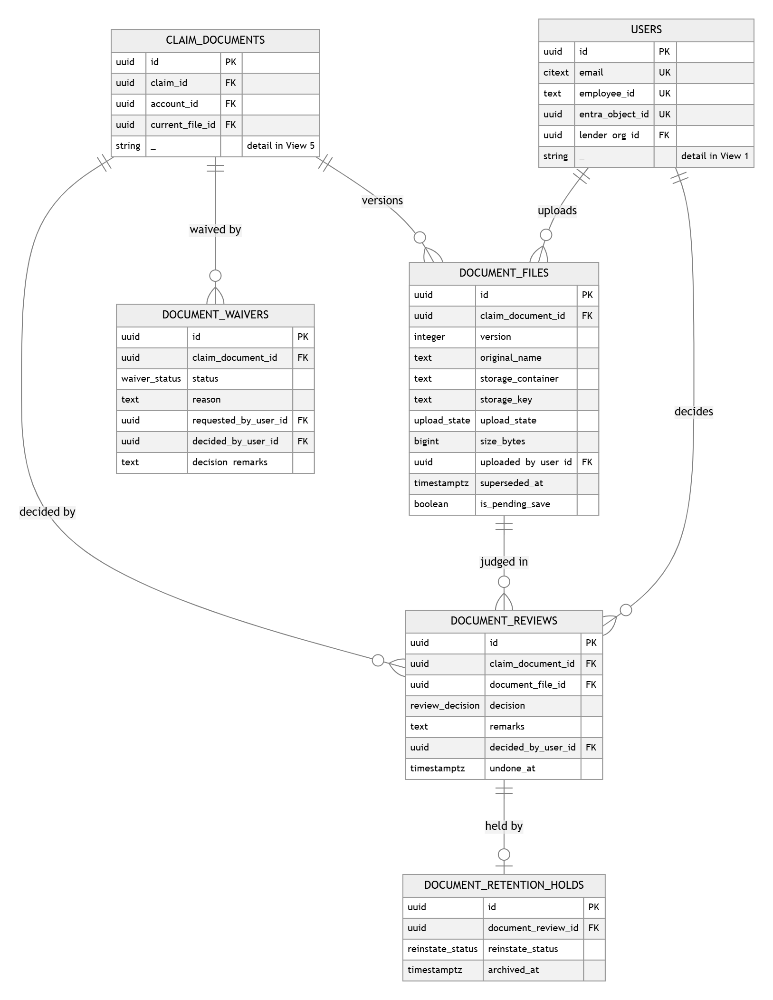 CLAIM_DOCUMENTS
uuid id PK
uuid claim_id FK
uuid account_id FK
uuid current_file_id FK
string _ detail in View 5
USERS
uuid id PK
citext email UK
text employee_id UK
uuid entra_object_id UK
uuid lender_org_id FK
string _ detail in View 1
versions
uploads
waived by
DOCUMENT_FILES
uuid id PK
uuid claim_document_id FK
integer version
text original_name
text storage_container
text storage_key
upload_state upload_state
bigint size_bytes
uuid uploaded_by_user_id FK
timestamptz superseded_at
boolean is_pending_save
DOCUMENT_WAIVERS
uuid id PK
uuid claim_document_id FK
waiver_status status
text reason
uuid requested_by_user_id FK
uuid decided_by_user_id FK
text decision_remarks
decides
decided by
judged in
DOCUMENT_REVIEWS
uuid id PK
uuid claim_document_id FK
uuid document_file_id FK
review_decision decision
text remarks
uuid decided_by_user_id FK
timestamptz undone_at
held by
DOCUMENT_RETENTION_HOLDS
uuid id PK
uuid document_review_id FK
reinstate_status reinstate_status
timestamptz archived_at